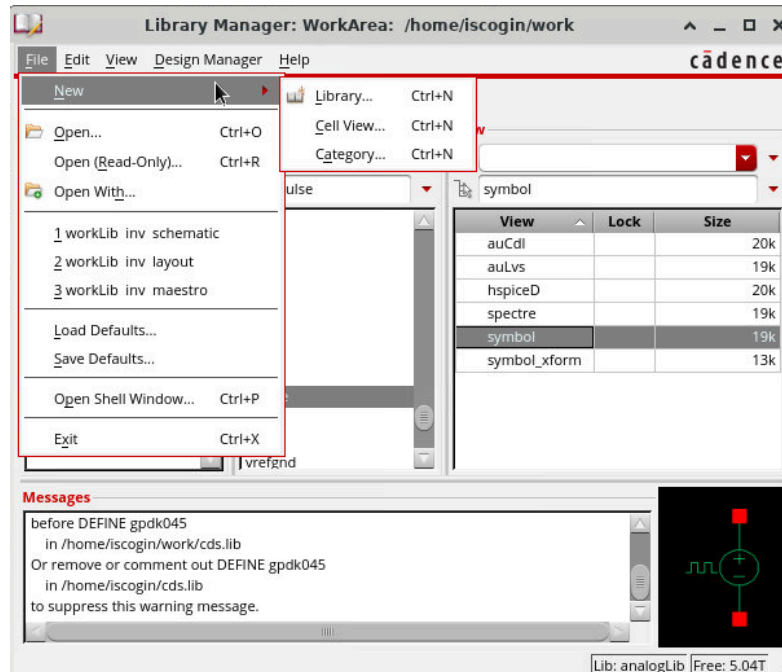 Library Manager: WorkArea: /home/iscogin/work
File Edit View Design Manager Help
cādence
New
Library... Ctrl+N
Cell View... Ctrl+N
Category... Ctrl+N
Open... Ctrl+O
Open (Read-Only)... Ctrl+R
Open With...
1 workLib inv schematic
2 workLib inv layout
3 workLib inv maestro
Load Defaults...
Save Defaults...
Open Shell Window... Ctrl+P
Exit Ctrl+X
ulse
vrefgnd
w
symbol
View Lock Size
auCdl 20k
auLvs 19k
hspiceD 20k
spectre 19k
symbol 19k
symbol_xform 13k
Messages
before DEFINE gpdk045
in /home/iscogin/work/cds.lib
Or remove or comment out DEFINE gpdk045
in /home/iscogin/cds.lib
to suppress this warning message.
Lib: analogLib Free: 5.04T